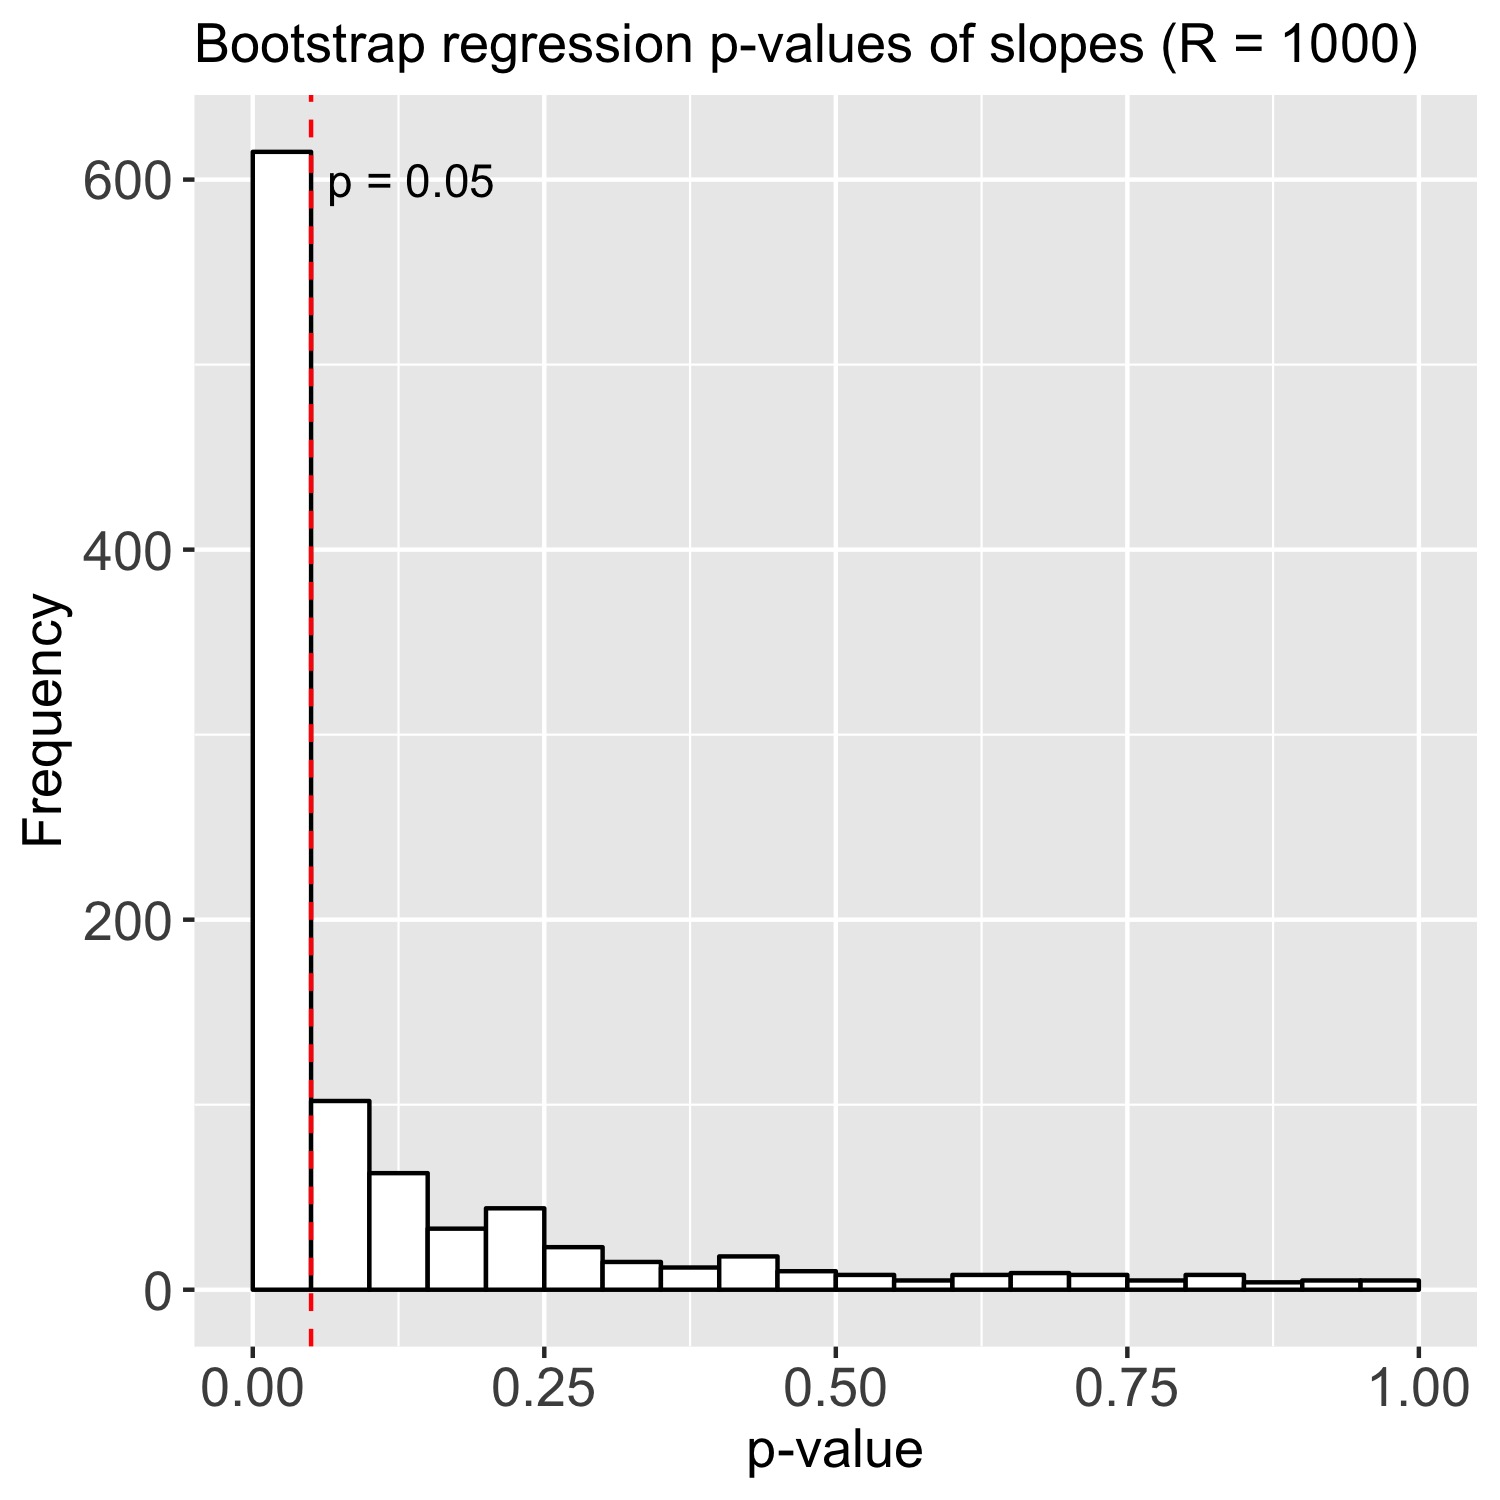 Bootstrap regression p-values of slopes (R = 1000)
p = 0.05
600
400
200
0
Frequency
0.00 0.25 0.50 0.75 1.00
p-value